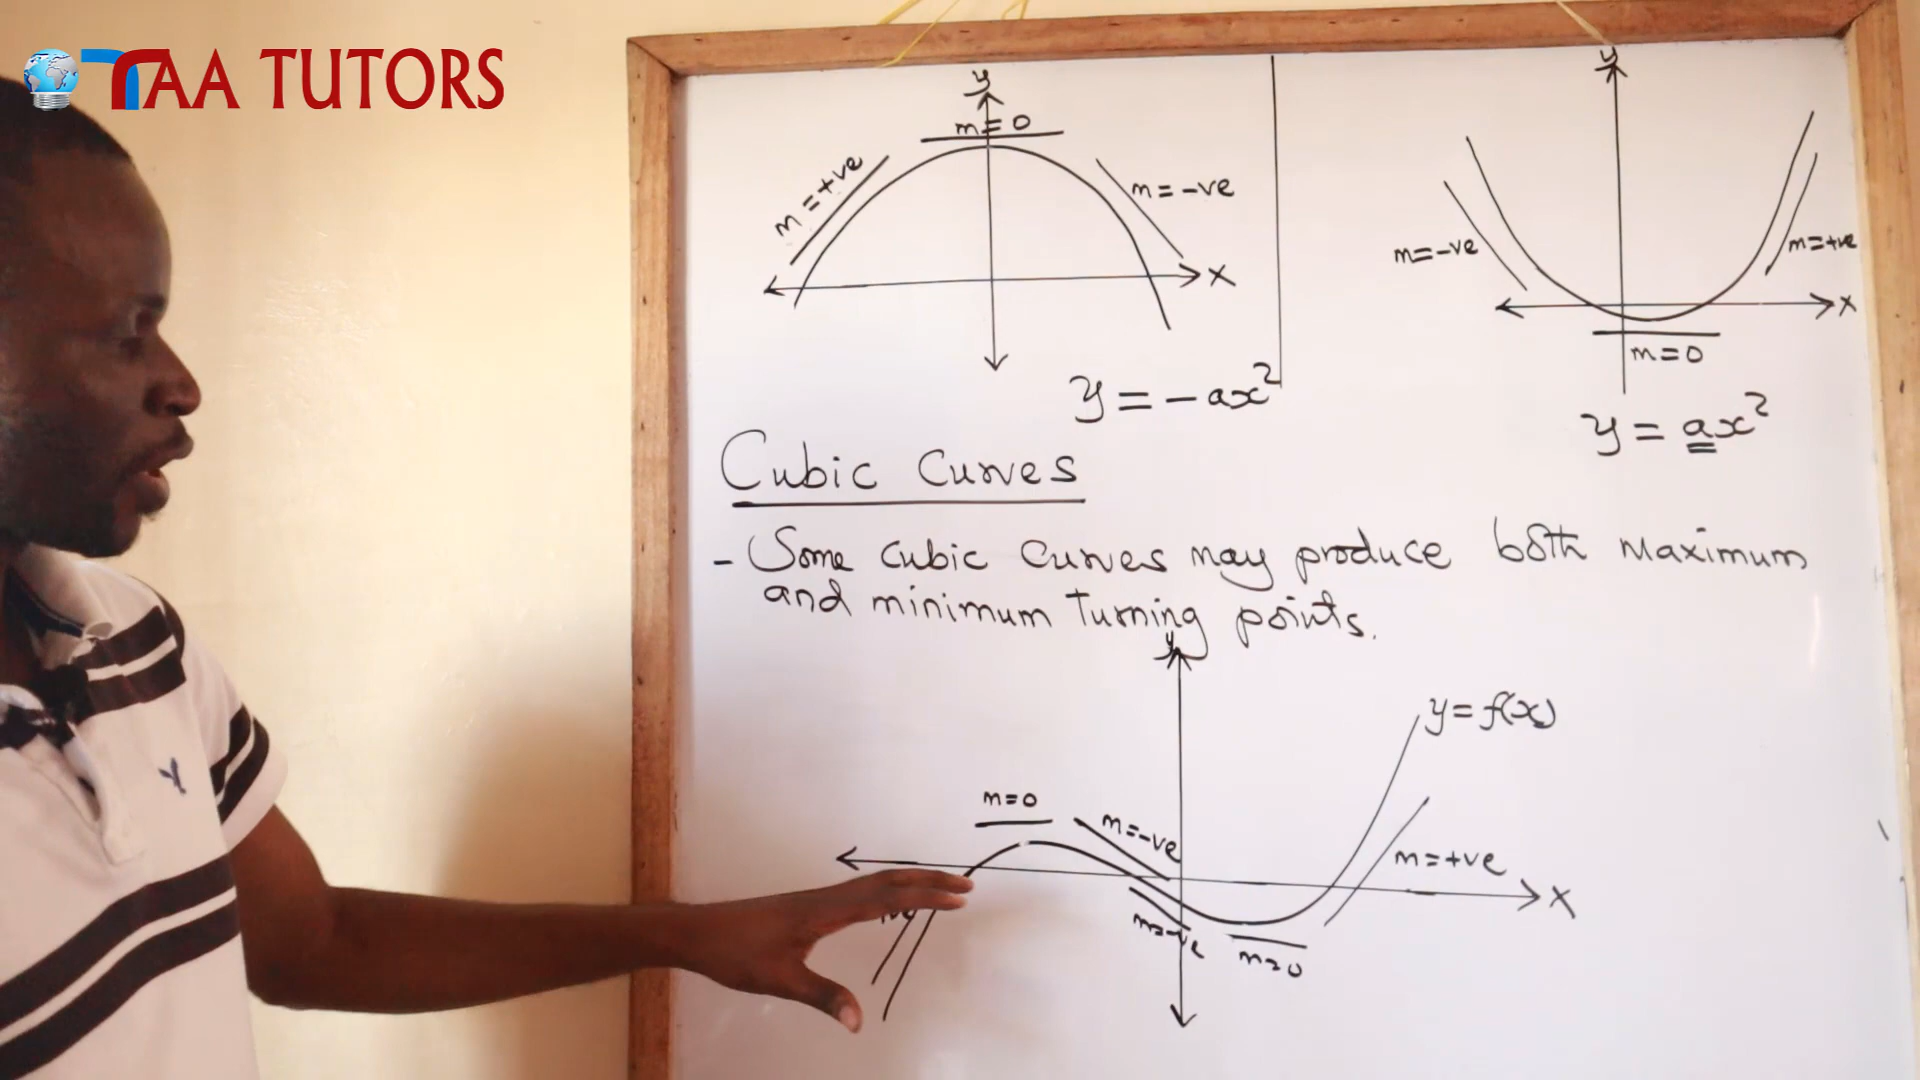 TAA TUTORS
y
m = 0
m = +ve
m = -ve
x
y = -ax²
y
m = -ve
m = +ve
x
m = 0
y = ax²
Cubic Curves
- Some cubic curves may produce both maximum
and minimum turning points.
y
y = f(x)
m = 0
m = -ve
m = +ve
x
m = -ve
m = 0